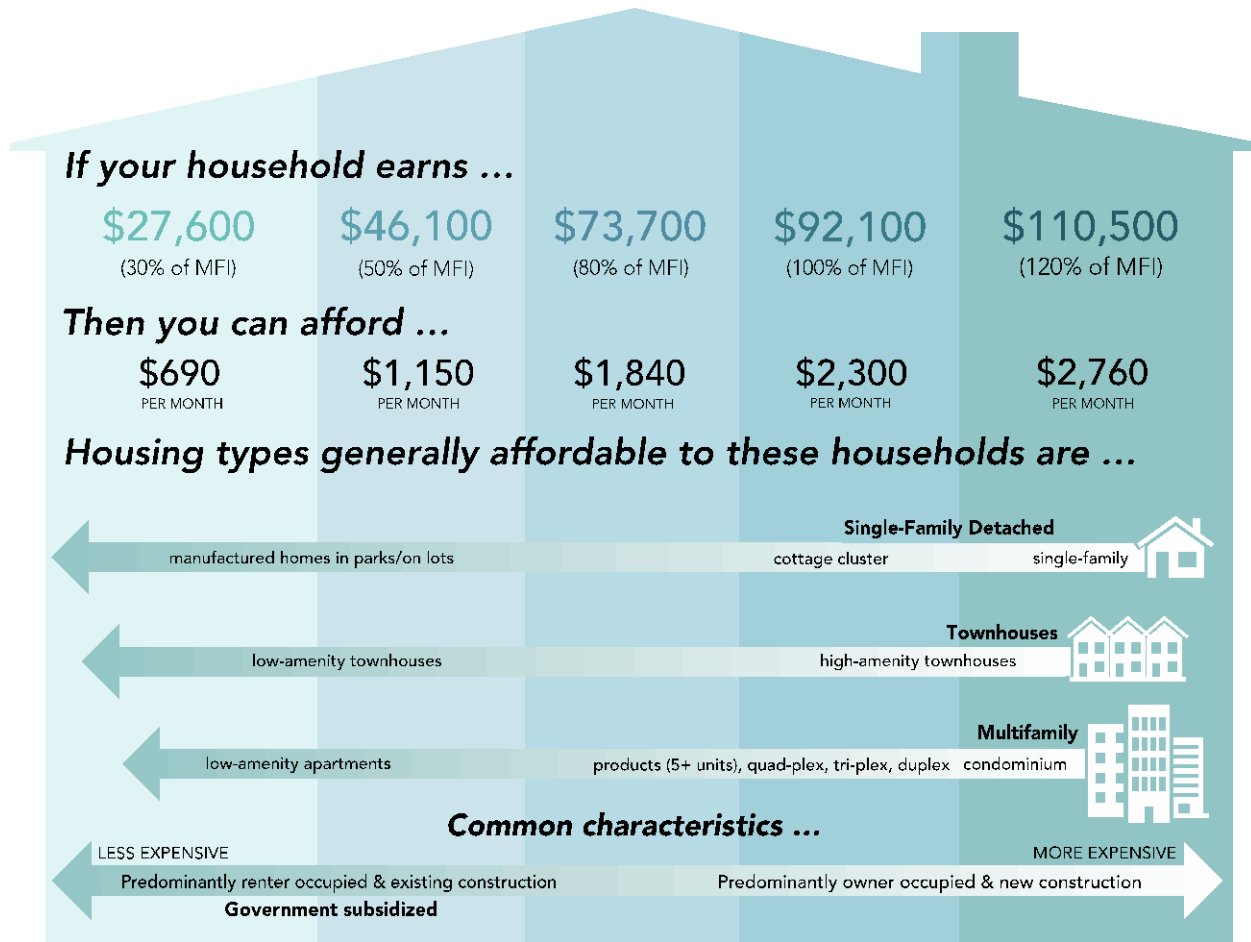 If your household earns ...
$27,600 $46,100 $73,700 $92,100 $110,500
(30% of MFI) (50% of MFI) (80% of MFI) (100% of MFI) (120% of MFI)
Then you can afford ...
$690 $1,150 $1,840 $2,300 $2,760
PER MONTH PER MONTH PER MONTH PER MONTH PER MONTH
Housing types generally affordable to these households are ...
Single-Family Detached
manufactured homes in parks/on lots cottage cluster single-family
Townhouses
low-amenity townhouses high-amenity townhouses
Multifamily
low-amenity apartments products (5+ units), quad-plex, tri-plex, duplex condominium
Common characteristics ...
LESS EXPENSIVE MORE EXPENSIVE
Predominantly renter occupied & existing construction Predominantly owner occupied & new construction
Government subsidized